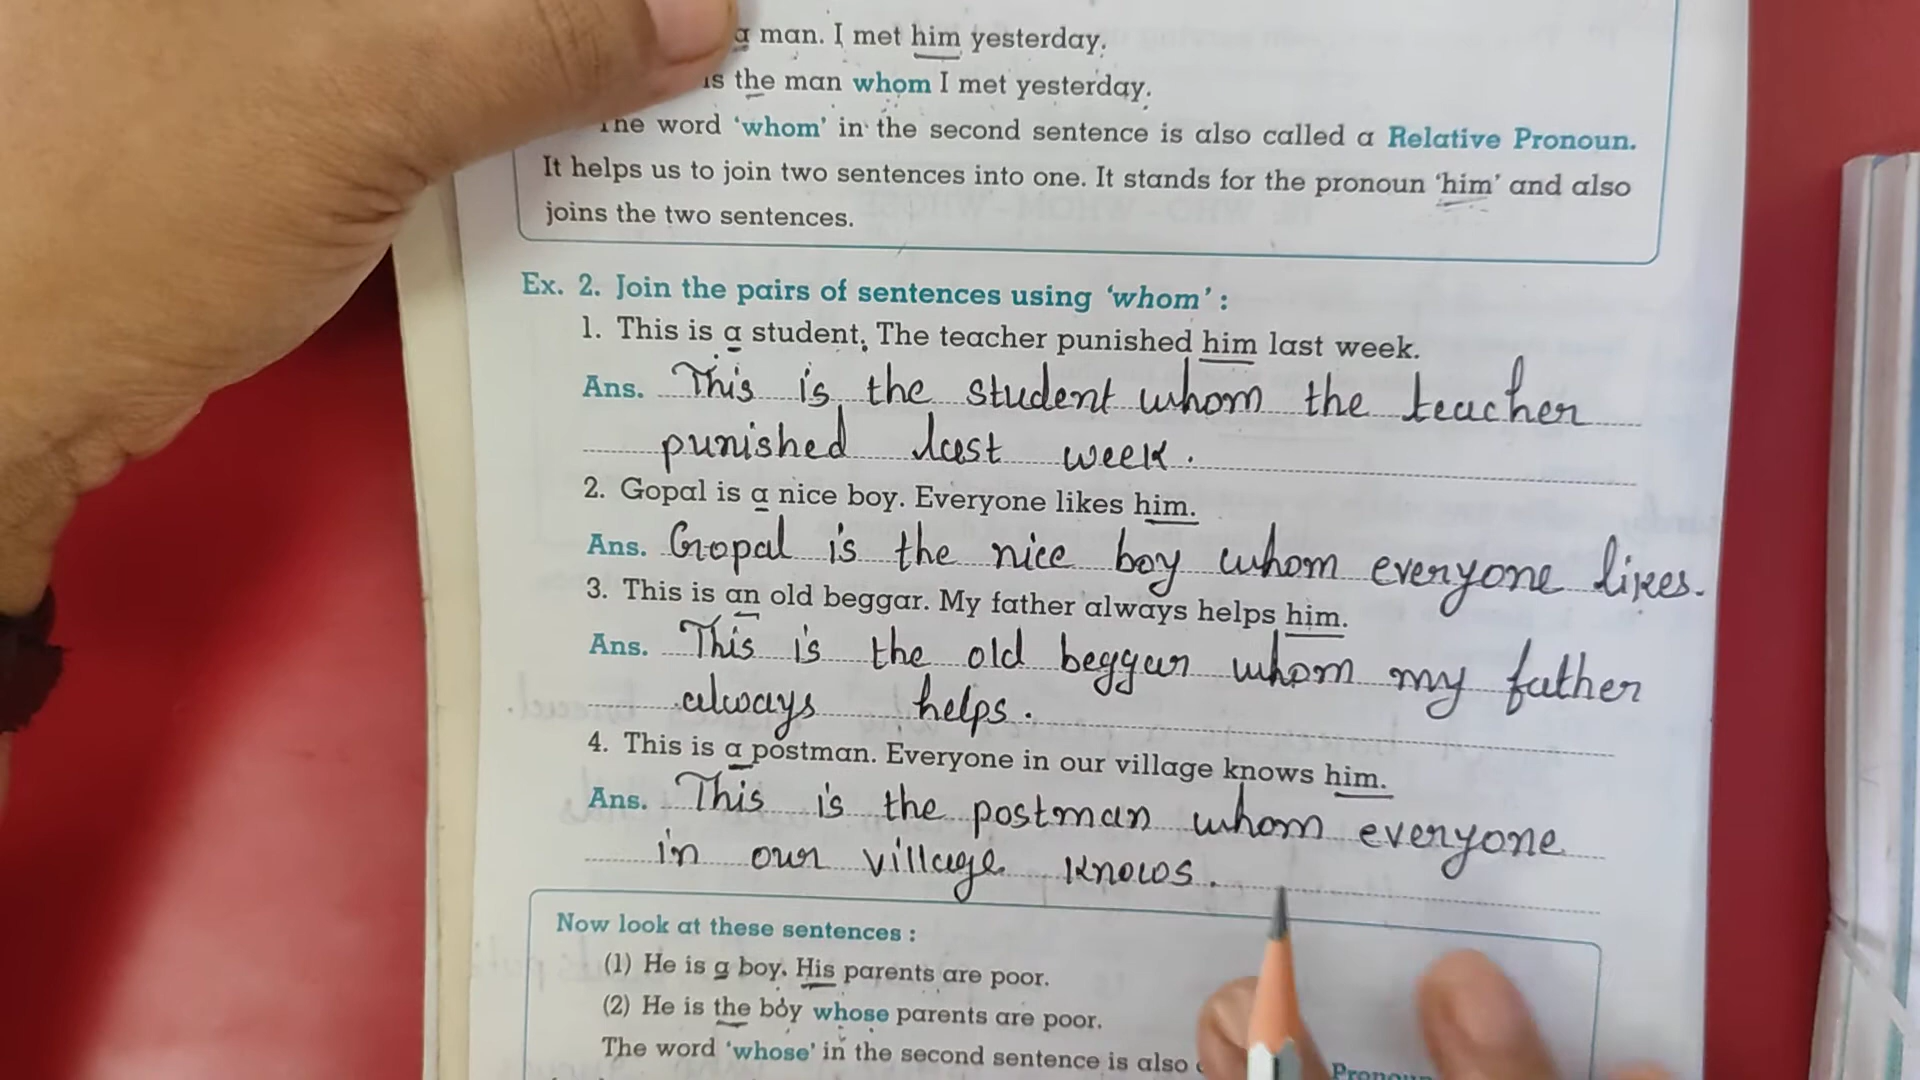 a man. I met him yesterday.
is the man whom I met yesterday.
The word ‘whom’ in the second sentence is also called a Relative Pronoun.
It helps us to join two sentences into one. It stands for the pronoun ‘him’ and also
joins the two sentences.
Ex. 2. Join the pairs of sentences using ‘whom’ :
1. This is a student. The teacher punished him last week.
Ans. This is the student whom the teacher
punished last week.
2. Gopal is a nice boy. Everyone likes him.
Ans. Gopal is the nice boy whom everyone likes.
3. This is an old beggar. My father always helps him.
Ans. This is the old beggar whom my father
always helps.
4. This is a postman. Everyone in our village knows him.
Ans. This is the postman whom everyone
in our village knows.
Now look at these sentences :
(1) He is a boy. His parents are poor.
(2) He is the boy whose parents are poor.
The word ‘whose’ in the second sentence is also